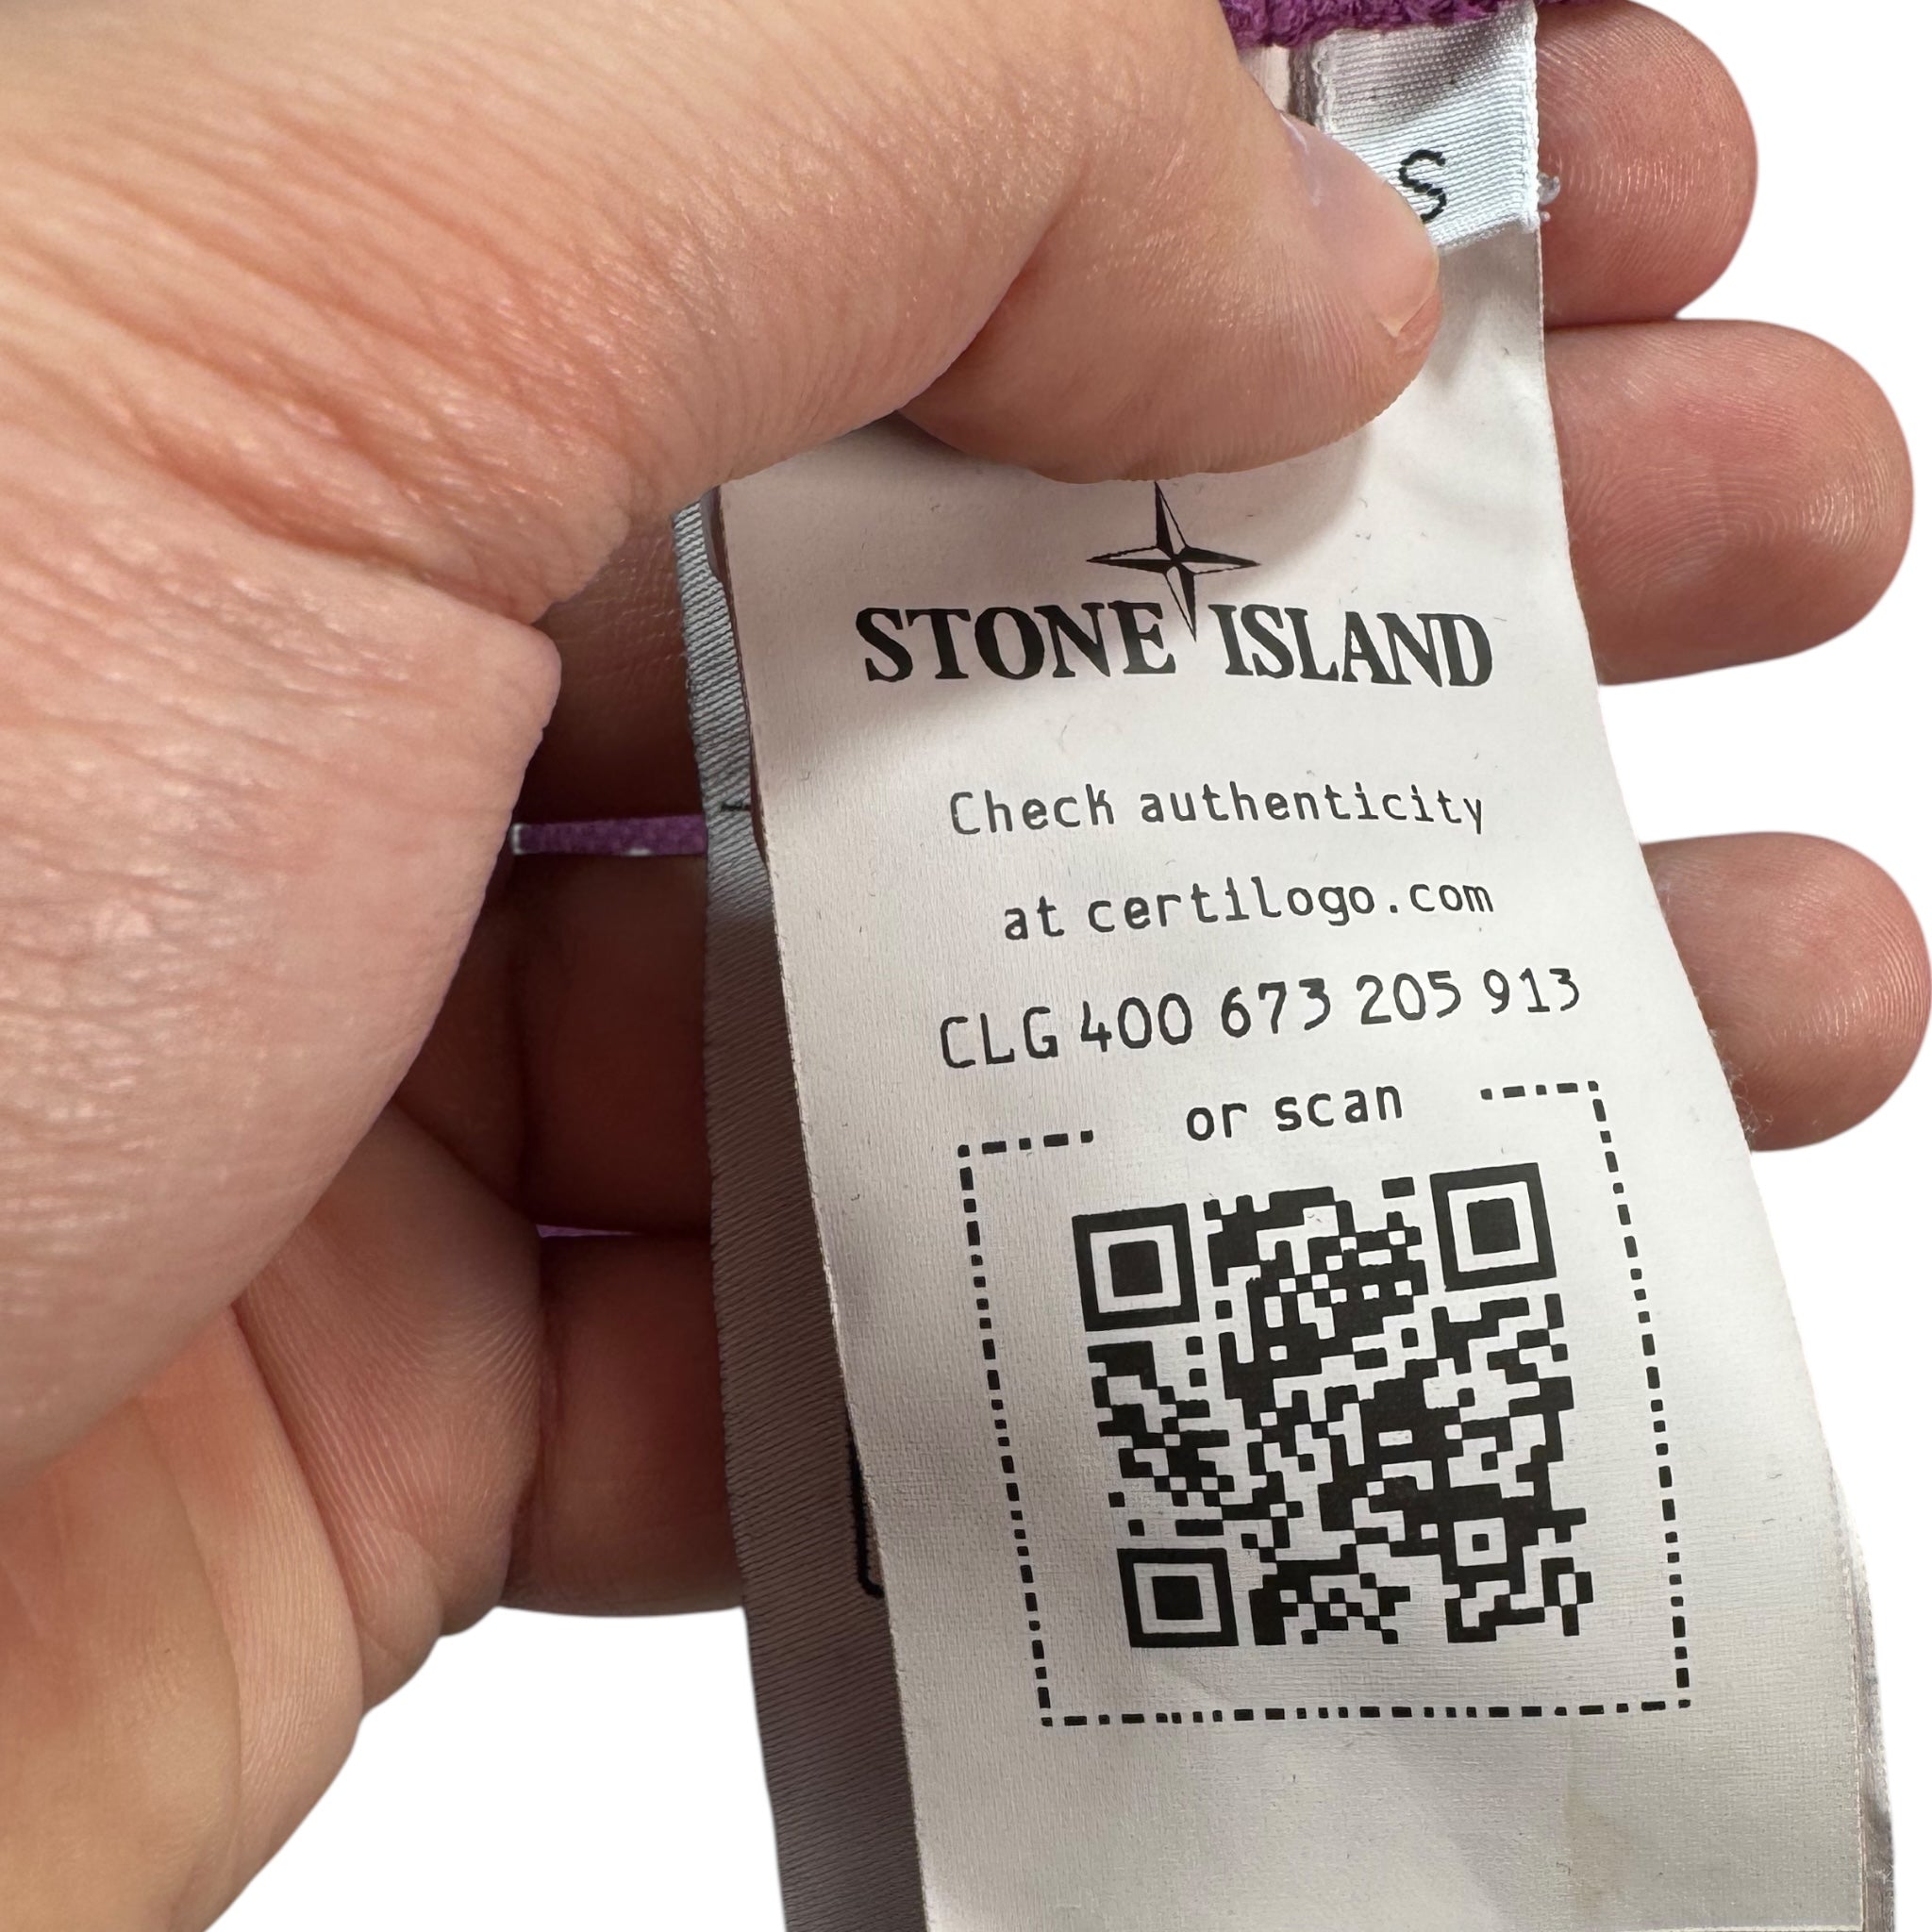 S
STONE ISLAND
Check authenticity
at certilogo.com
CLG 400 673 205 913
or scan